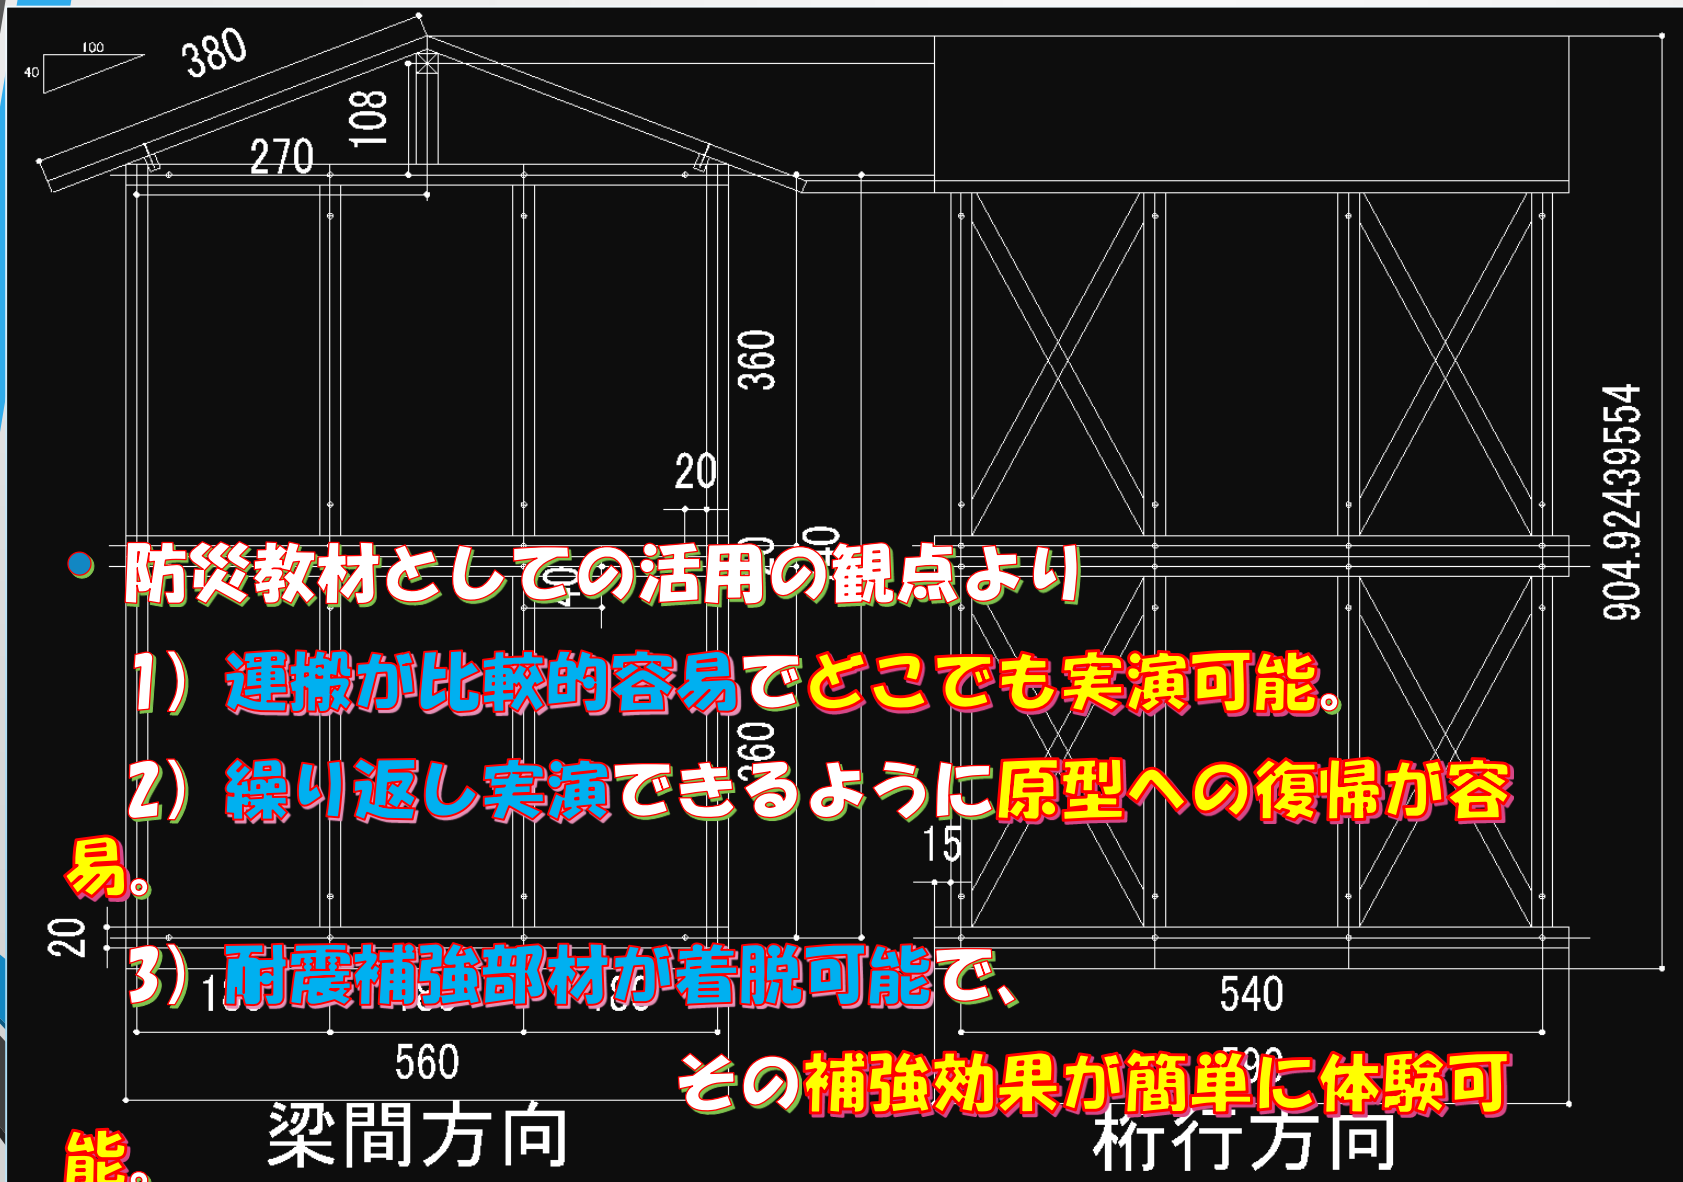 100
40
380
108
270
360
20
904.92439554
40
防災教材としての活用の観点より
1) 運搬が比較的容易でどこでも実演可能。
360
2) 繰り返し実演できるように原型への復帰が容
15
易。
20
3) 耐震補強部材が着脱可能で、
540
560
その補強効果が簡単に体験可
梁間方向
桁行方向
能。